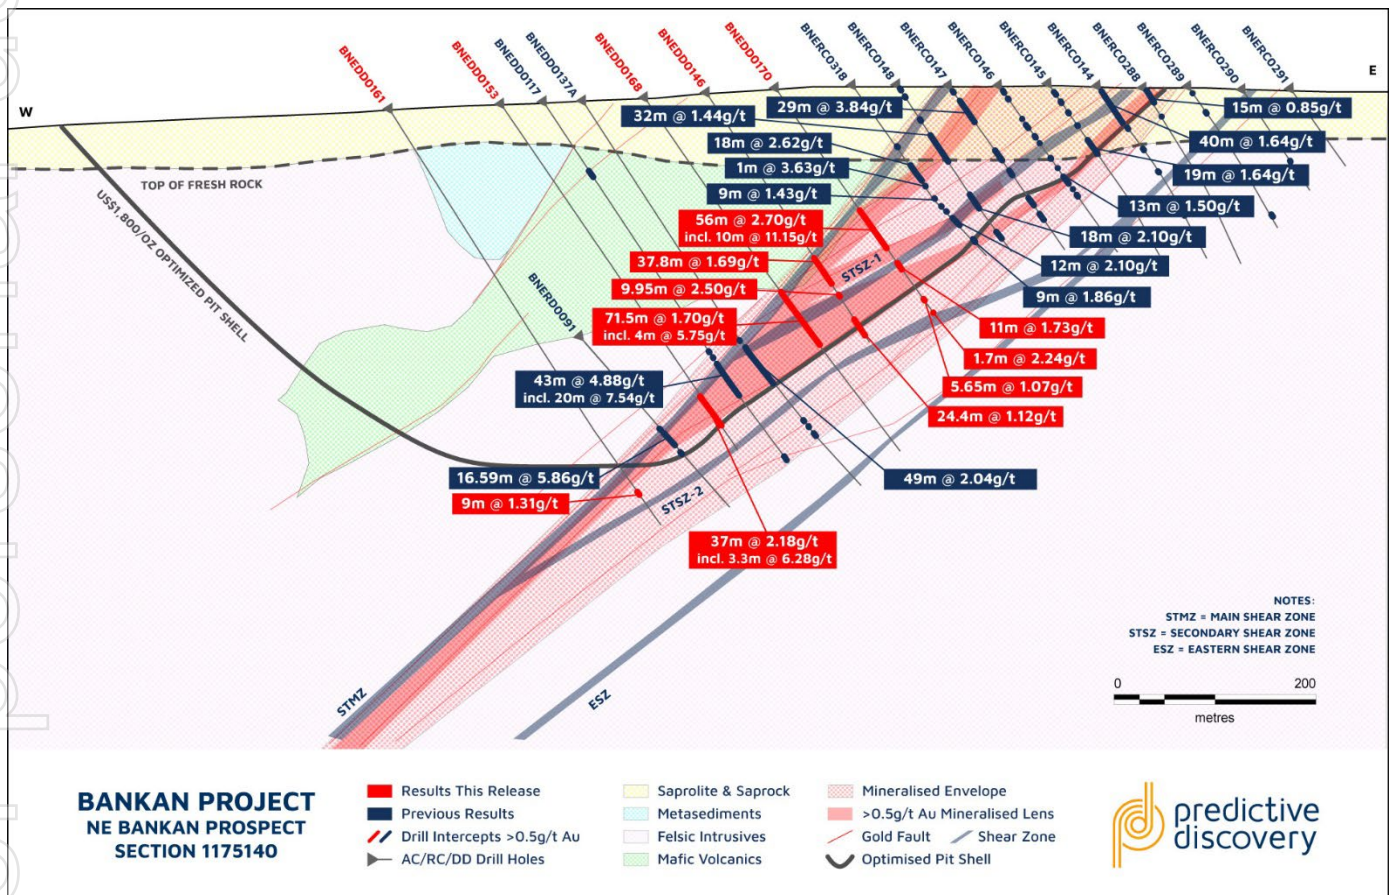 BNEDD0161
BNEDD0153
BNEDD0117
BNEDD0137A
BNEDD0168
BNEDD0146
BNEDD0170
BNERC0318
BNERC0148
BNERC0147
BNERC0146
BNERC0145
BNERC0144
BNERC0288
BNERC0289
BNERC0290
BNERC0291
W
E
32m @ 1.44g/t
29m @ 3.84g/t
15m @ 0.85g/t
18m @ 2.62g/t
40m @ 1.64g/t
1m @ 3.63g/t
19m @ 1.64g/t
9m @ 1.43g/t
13m @ 1.50g/t
TOP OF FRESH ROCK
US$1,800/OZ OPTIMIZED PIT SHELL
56m @ 2.70g/t
incl. 10m @ 11.15g/t
18m @ 2.10g/t
37.8m @ 1.69g/t
STSZ-1
12m @ 2.10g/t
9.95m @ 2.50g/t
9m @ 1.86g/t
BNERD0091
71.5m @ 1.70g/t
incl. 4m @ 5.75g/t
11m @ 1.73g/t
1.7m @ 2.24g/t
43m @ 4.88g/t
incl. 20m @ 7.54g/t
5.65m @ 1.07g/t
24.4m @ 1.12g/t
16.59m @ 5.86g/t
49m @ 2.04g/t
9m @ 1.31g/t
STSZ-2
37m @ 2.18g/t
incl. 3.3m @ 6.28g/t
STMZ
ESZ
NOTES:
STMZ = MAIN SHEAR ZONE
STSZ = SECONDARY SHEAR ZONE
ESZ = EASTERN SHEAR ZONE
0 200
metres
BANKAN PROJECT
NE BANKAN PROSPECT
SECTION 1175140
Results This Release
Previous Results
Drill Intercepts >0.5g/t Au
AC/RC/DD Drill Holes
Saprolite & Saprock
Metasediments
Felsic Intrusives
Mafic Volcanics
Mineralised Envelope
>0.5g/t Au Mineralised Lens
Gold Fault Shear Zone
Optimised Pit Shell
predictive
discovery